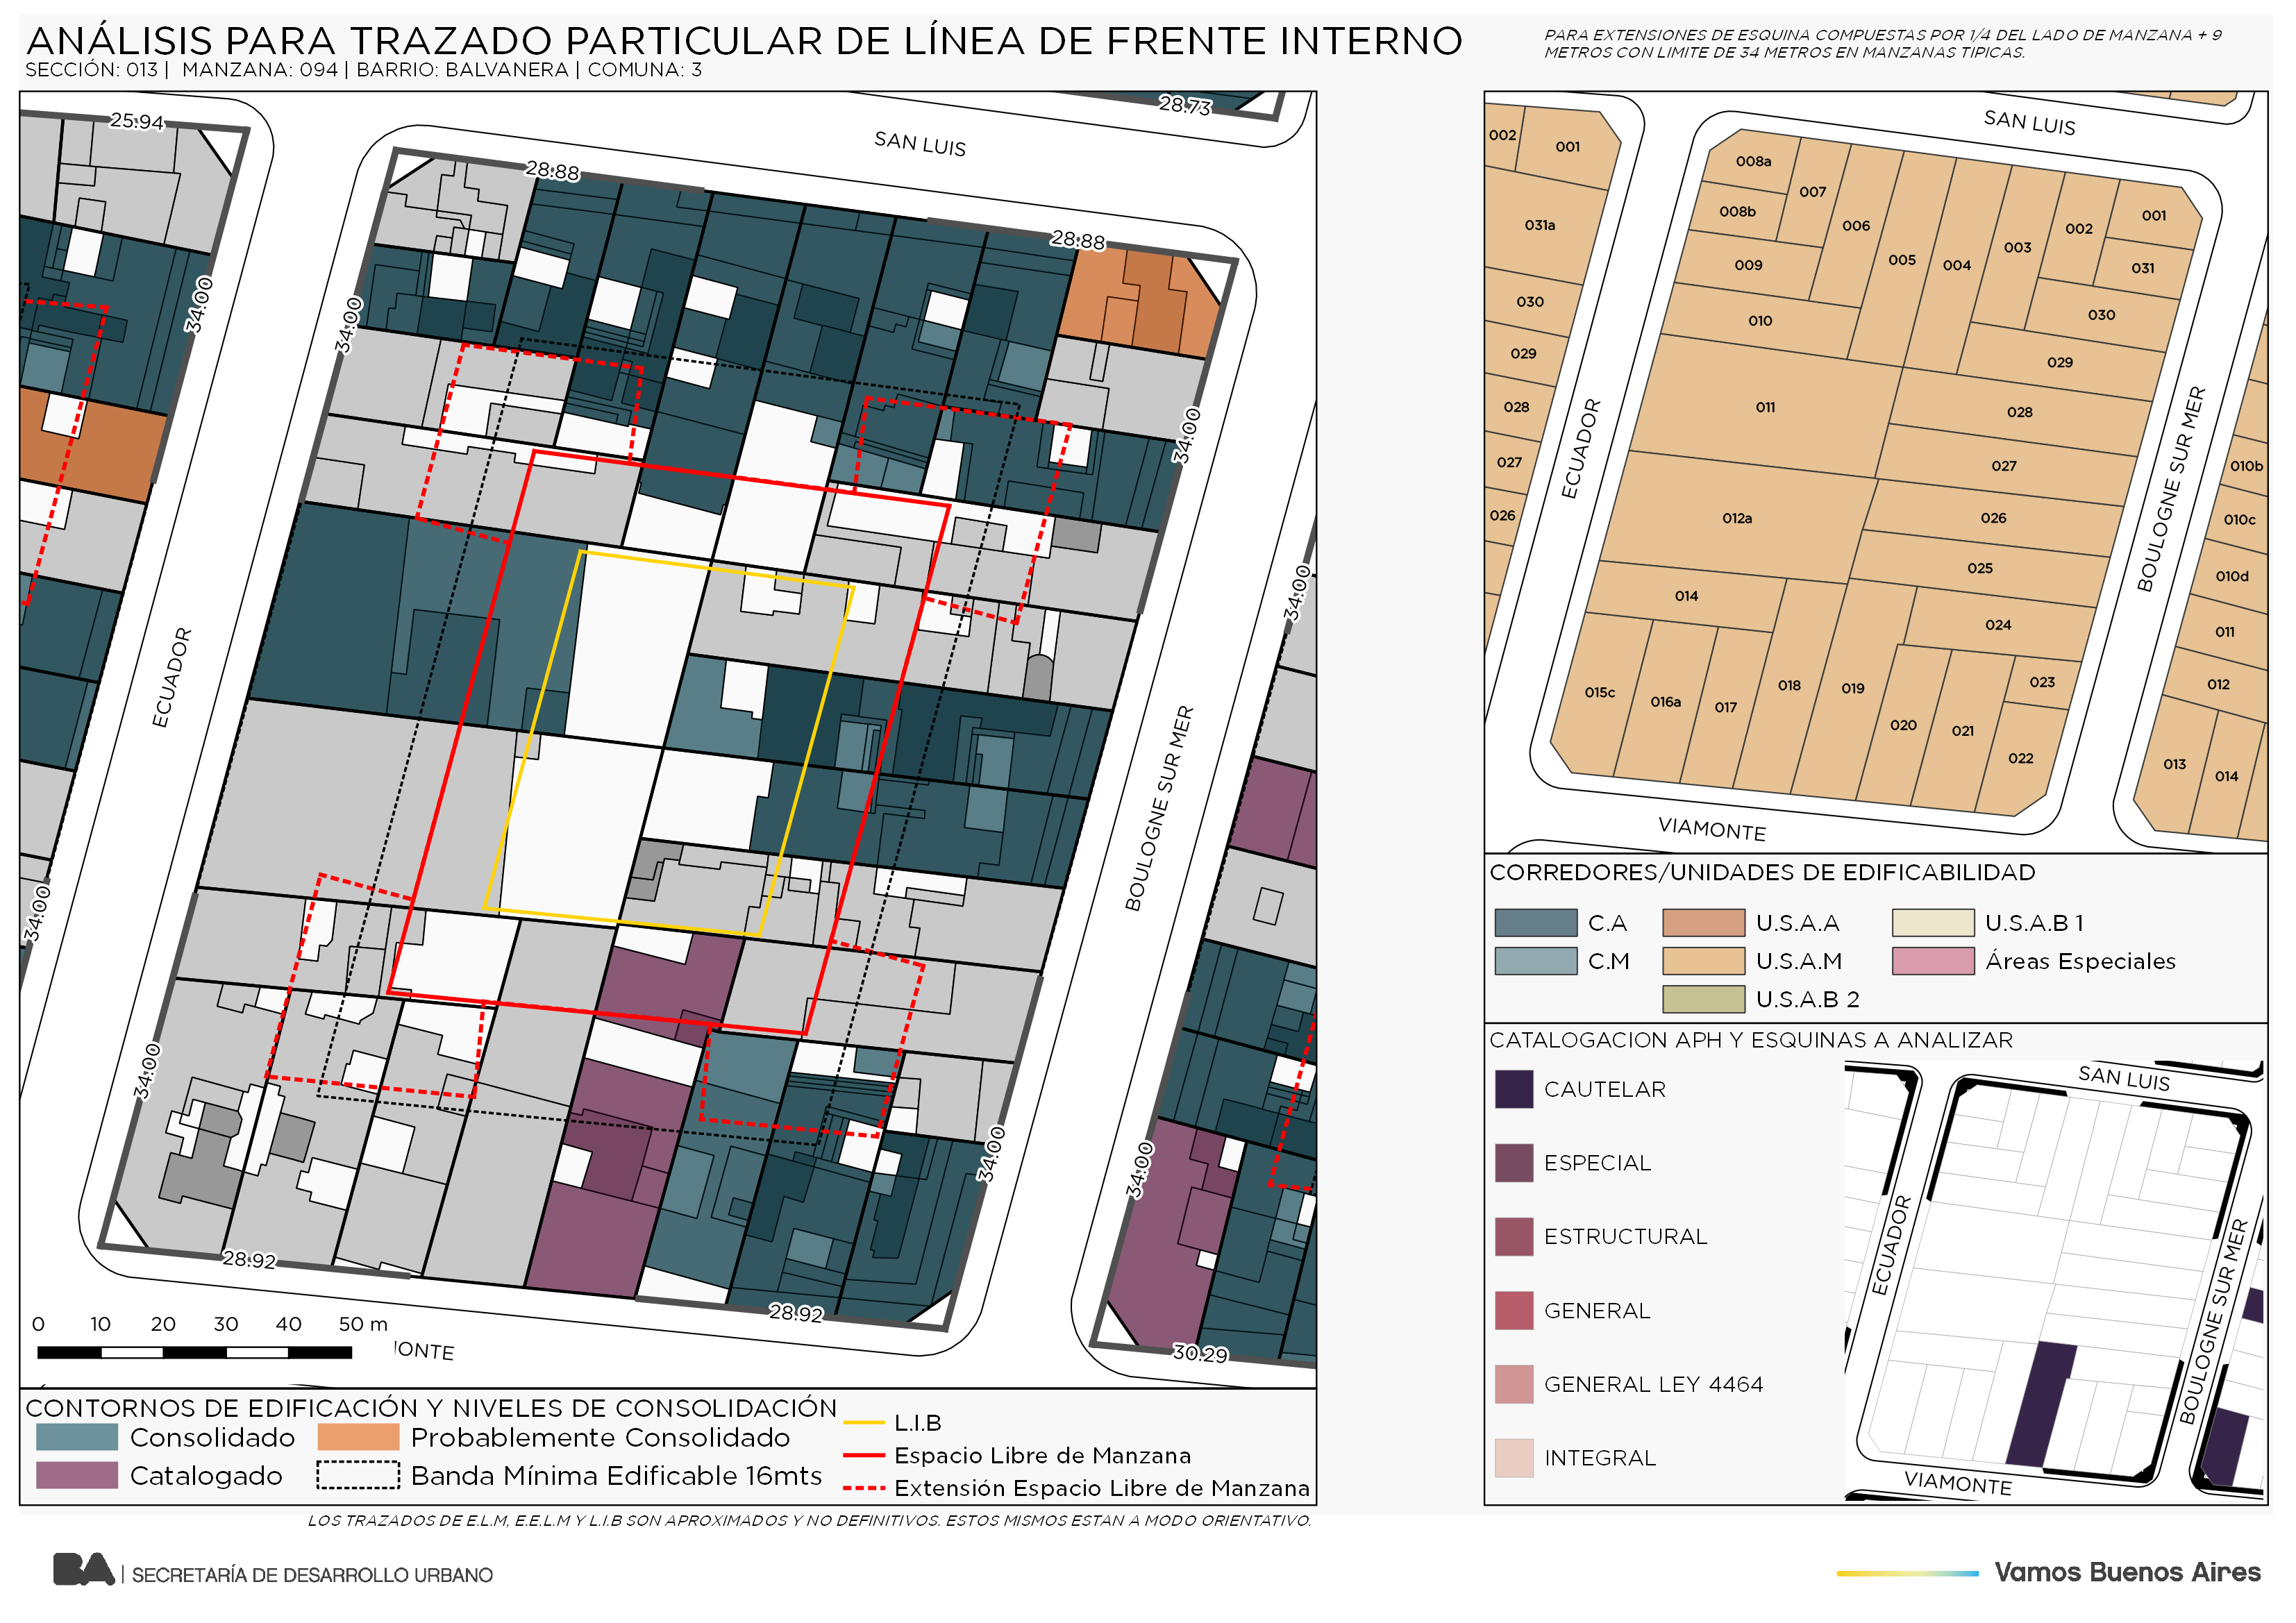 ANÁLISIS PARA TRAZADO PARTICULAR DE LÍNEA DE FRENTE INTERNO
SECCIÓN: 013 | MANZANA: 094 | BARRIO: BALVANERA | COMUNA: 3
PARA EXTENSIONES DE ESQUINA COMPUESTAS POR 1/4 DEL LADO DE MANZANA + 9
METROS CON LIMITE DE 34 METROS EN MANZANAS TIPICAS.
25.94
28.73
SAN LUIS
28.88
28.88
34:00
34:00
34:00
34:00
ECUADOR
BOULOGNE SUR MER
34:00
34:00
34:00
34:00
28.92
28.92
30.29
0 10 20 30 40 50 m
IONTE
CONTORNOS DE EDIFICACIÓN Y NIVELES DE CONSOLIDACIÓN
Consolidado
Probablemente Consolidado
Catalogado
Banda Mínima Edificable 16mts
L.I.B
Espacio Libre de Manzana
Extensión Espacio Libre de Manzana
LOS TRAZADOS DE E.L.M, E.E.L.M Y L.I.B SON APROXIMADOS Y NO DEFINITIVOS. ESTOS MISMOS ESTAN A MODO ORIENTATIVO.
SAN LUIS
002
001
008a
007
008b
006
005
004
003
002
001
031a
009
031
030
010
030
029
029
028
011
028
ECUADOR
BOULOGNE SUR MER
027
027
010b
026
012a
026
010c
025
010d
014
024
011
015c
016a
017
018
019
020
021
023
022
012
013
014
VIAMONTE
CORREDORES/UNIDADES DE EDIFICABILIDAD
C.A
U.S.A.A
U.S.A.B 1
C.M
U.S.A.M
Áreas Especiales
U.S.A.B 2
CATALOGACION APH Y ESQUINAS A ANALIZAR
CAUTELAR
ESPECIAL
ESTRUCTURAL
GENERAL
GENERAL LEY 4464
INTEGRAL
SAN LUIS
ECUADOR
BOULOGNE SUR MER
VIAMONTE
BA | SECRETARÍA DE DESARROLLO URBANO
Vamos Buenos Aires